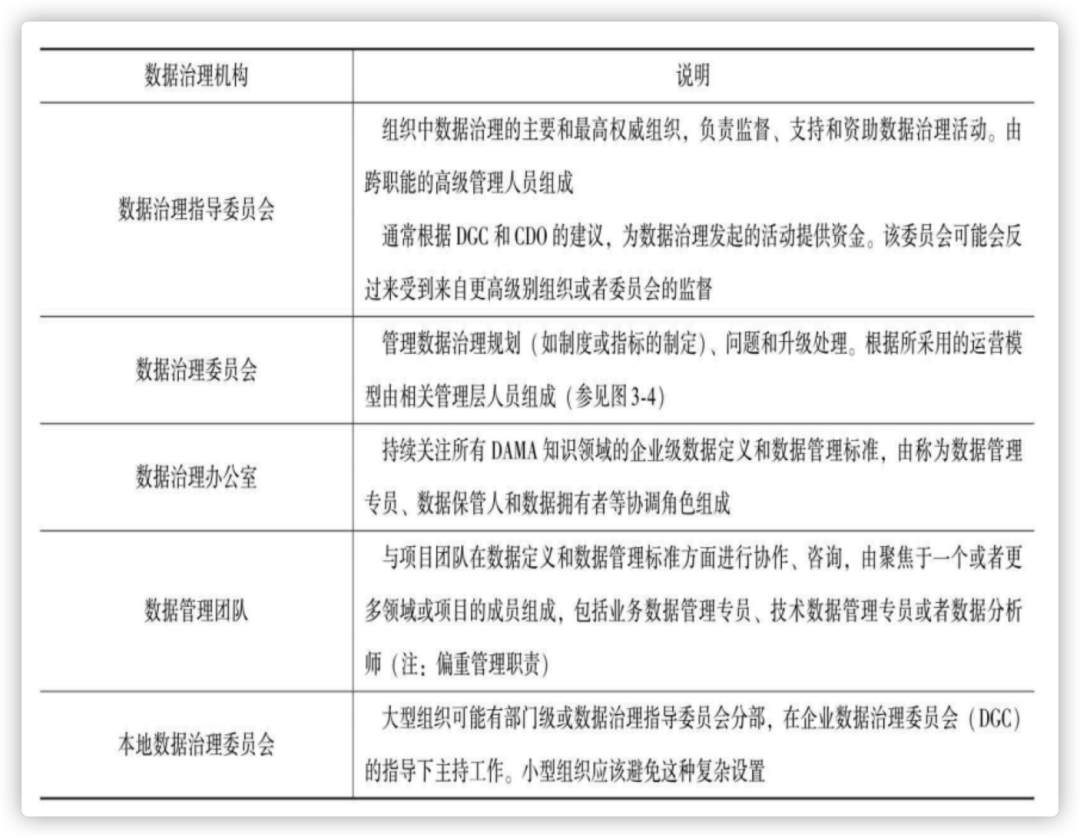 数据治理机构
说明
数据治理指导委员会
组织中数据治理的主要和最高权威组织，负责监督、支持和资助数据治理活动。由
跨职能的高级管理人员组成
通常根据 DGC 和 CDO 的建议，为数据治理发起的活动提供资金。该委员会可能会反
过来受到来自更高级别组织或者委员会的监督
数据治理委员会
管理数据治理规划（如制度或指标的制定）、问题和升级处理。根据所采用的运营模
型由相关管理层人员组成（参见图 3-4）
数据治理办公室
持续关注所有 DAMA 知识领域的企业级数据定义和数据管理标准，由称为数据管理
专员、数据保管人和数据拥有者等协调角色组成
数据管理团队
与项目团队在数据定义和数据管理标准方面进行协作、咨询，由聚焦于一个或者更
多领域或项目的成员组成，包括业务数据管理专员、技术数据管理专员或者数据分析
师（注：偏重管理职责）
本地数据治理委员会
大型组织可能有部门级或数据治理指导委员会分部，在企业数据治理委员会（DGC）
的指导下主持工作。小型组织应该避免这种复杂设置